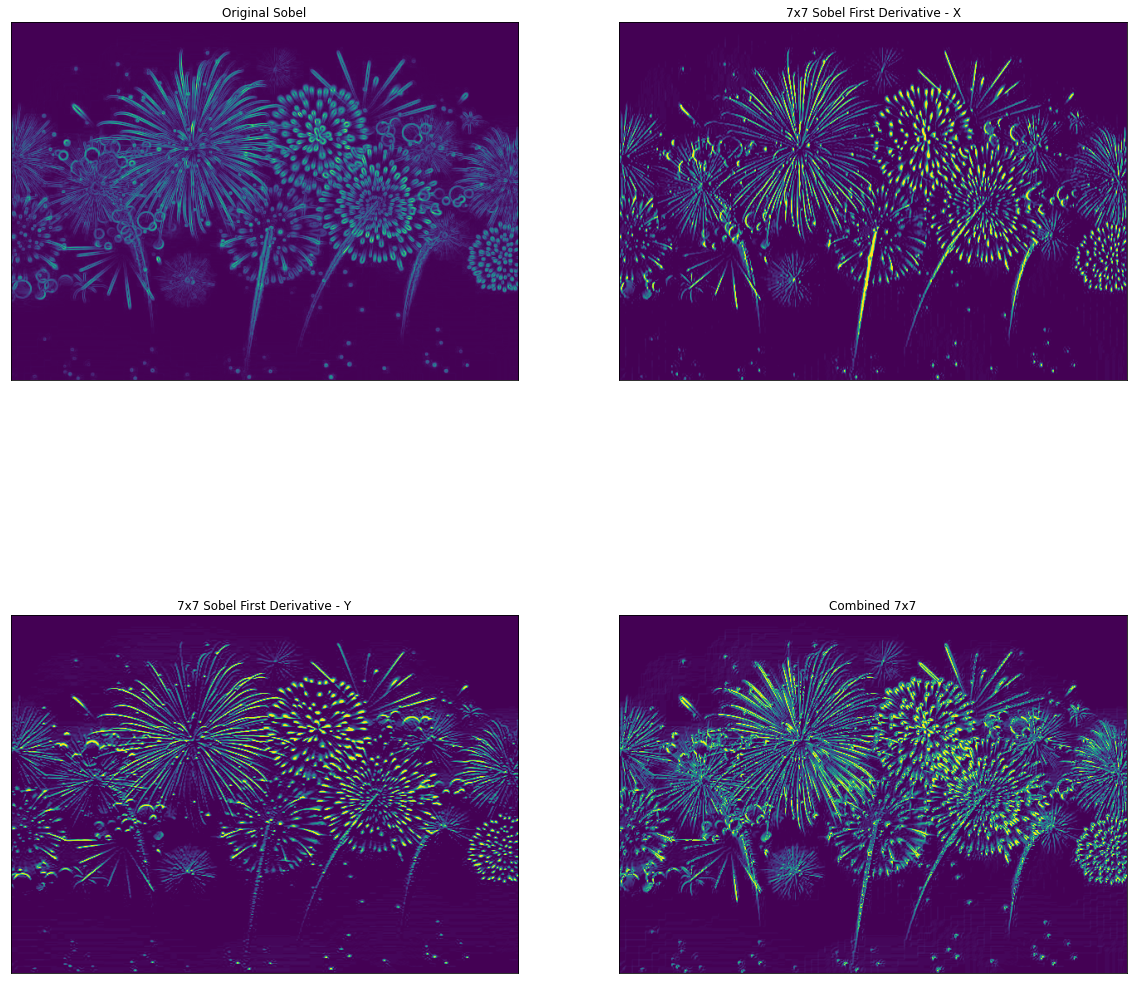 Original Sobel
7x7 Sobel First Derivative - X
7x7 Sobel First Derivative - Y
Combined 7x7